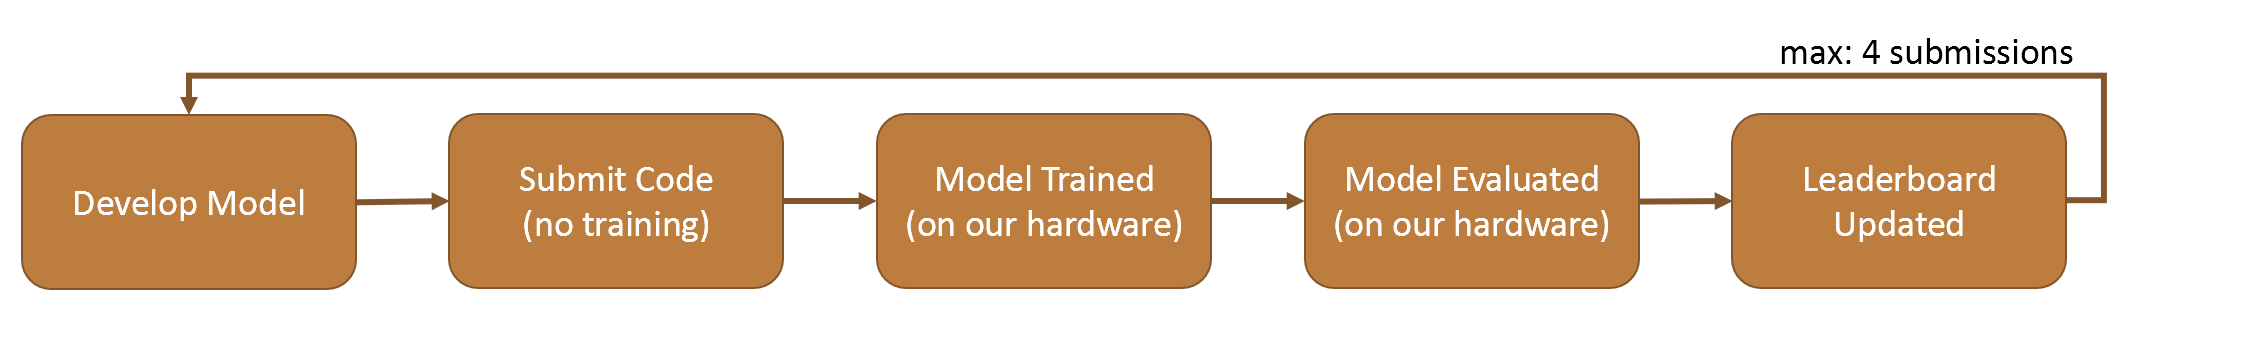 max: 4 submissions
Develop Model
Submit Code
(no training)
Model Trained
(on our hardware)
Model Evaluated
(on our hardware)
Leaderboard
Updated